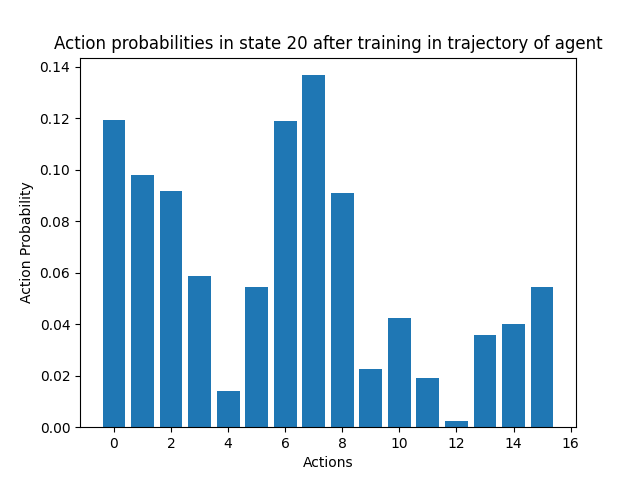 Action probabilities in state 20 after training in trajectory of agent
0.14
0.12
0.10
0.08
0.06
0.04
0.02
0.00
Action Probability
0 2 4 6 8 10 12 14 16
Actions